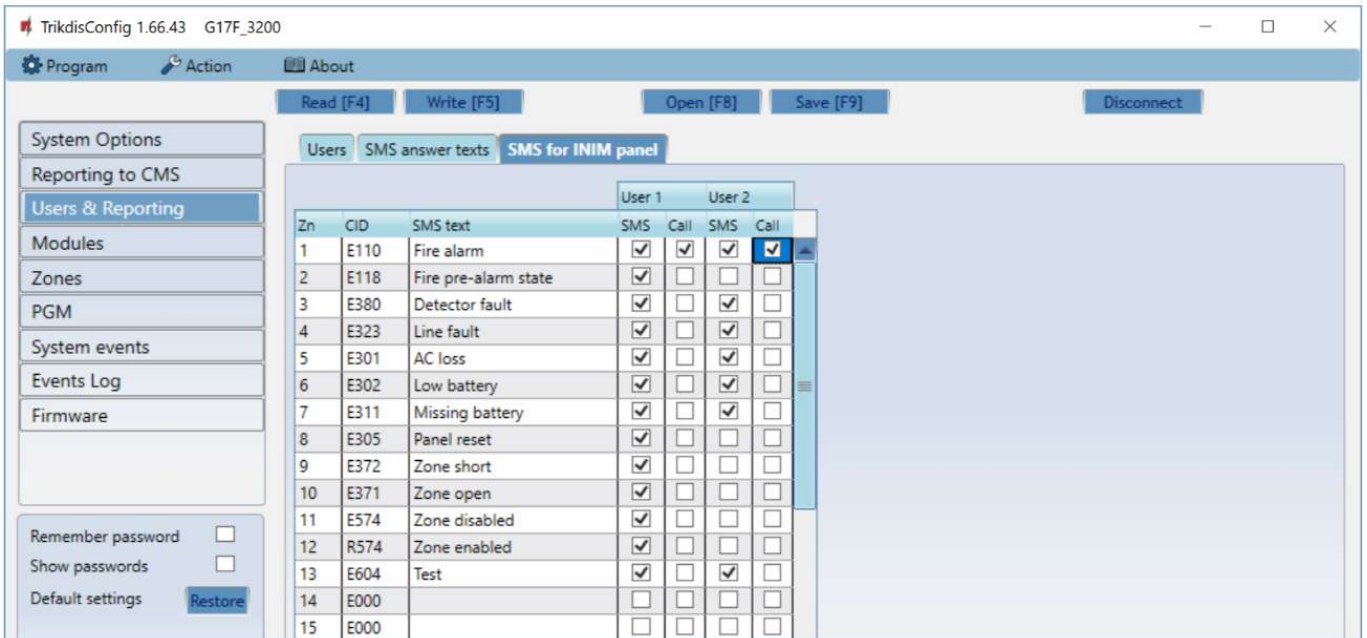 TrikdisConfig 1.66.43 G17F_3200
Program Action About
Read [F4] Write [F5] Open [F8] Save [F9] Disconnect
System Options
Reporting to CMS
Users & Reporting
Modules
Zones
PGM
System events
Events Log
Firmware
Remember password
Show passwords
Default settings Restore
Users SMS answer texts SMS for INIM panel
User 1 User 2
Zn CID SMS text SMS Call SMS Call
1 E110 Fire alarm
2 E118 Fire pre-alarm state
3 E380 Detector fault
4 E323 Line fault
5 E301 AC loss
6 E302 Low battery
7 E311 Missing battery
8 E305 Panel reset
9 E372 Zone short
10 E371 Zone open
11 E574 Zone disabled
12 R574 Zone enabled
13 E604 Test
14 E000
15 E000